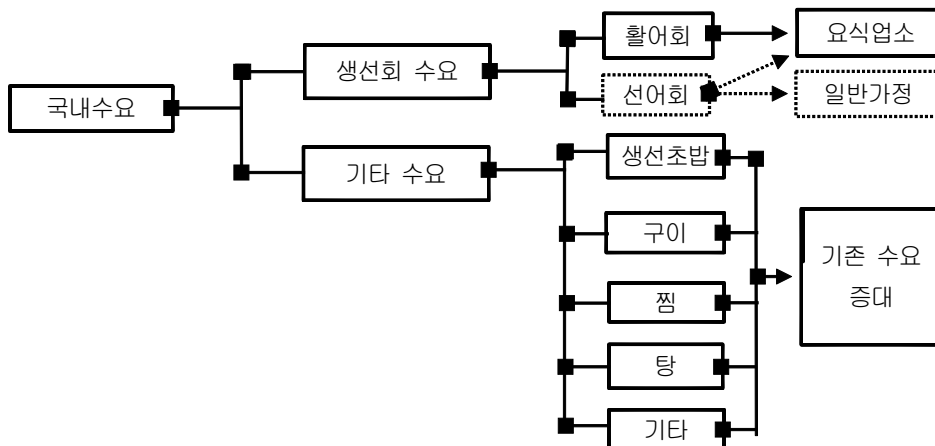 국내수요
생선회 수요
기타 수요
활어회
선어회
요식업소
일반가정
생선초밥
구이
찜
탕
기타
기존 수요
증대